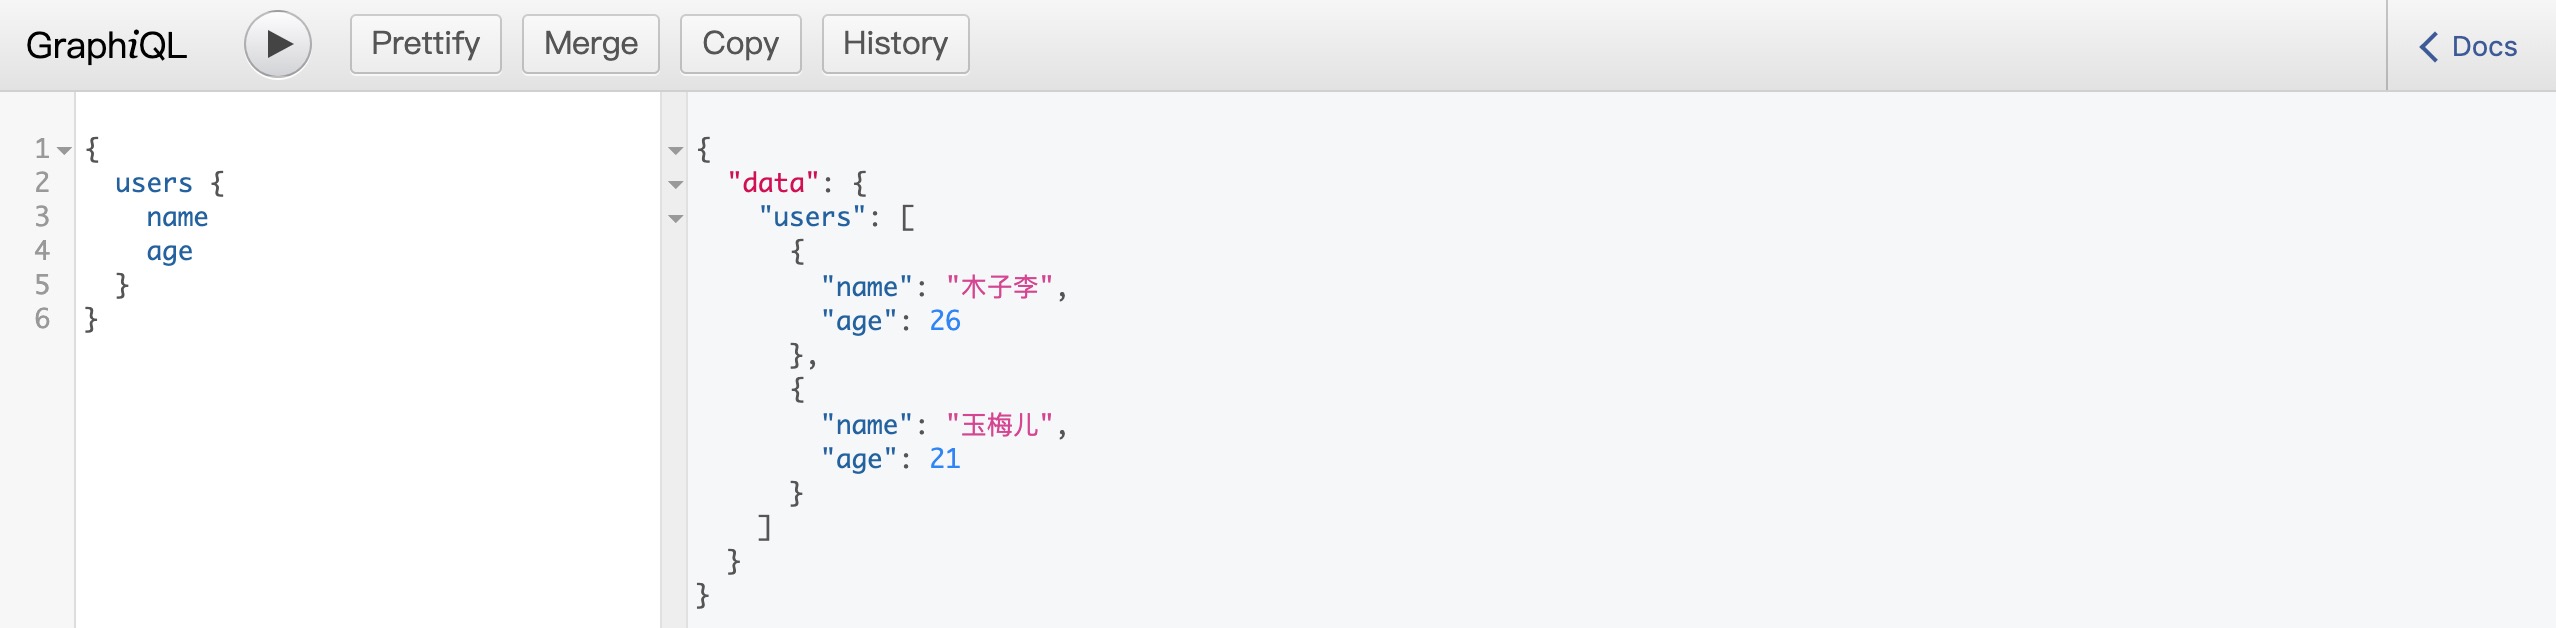 GraphiQL Prettify Merge Copy History Docs
1 {
2   users {
3     name
4     age
5   }
6 }
{
  "data": {
    "users": [
      {
        "name": "木子李",
        "age": 26
      },
      {
        "name": "玉梅儿",
        "age": 21
      }
    ]
  }
}